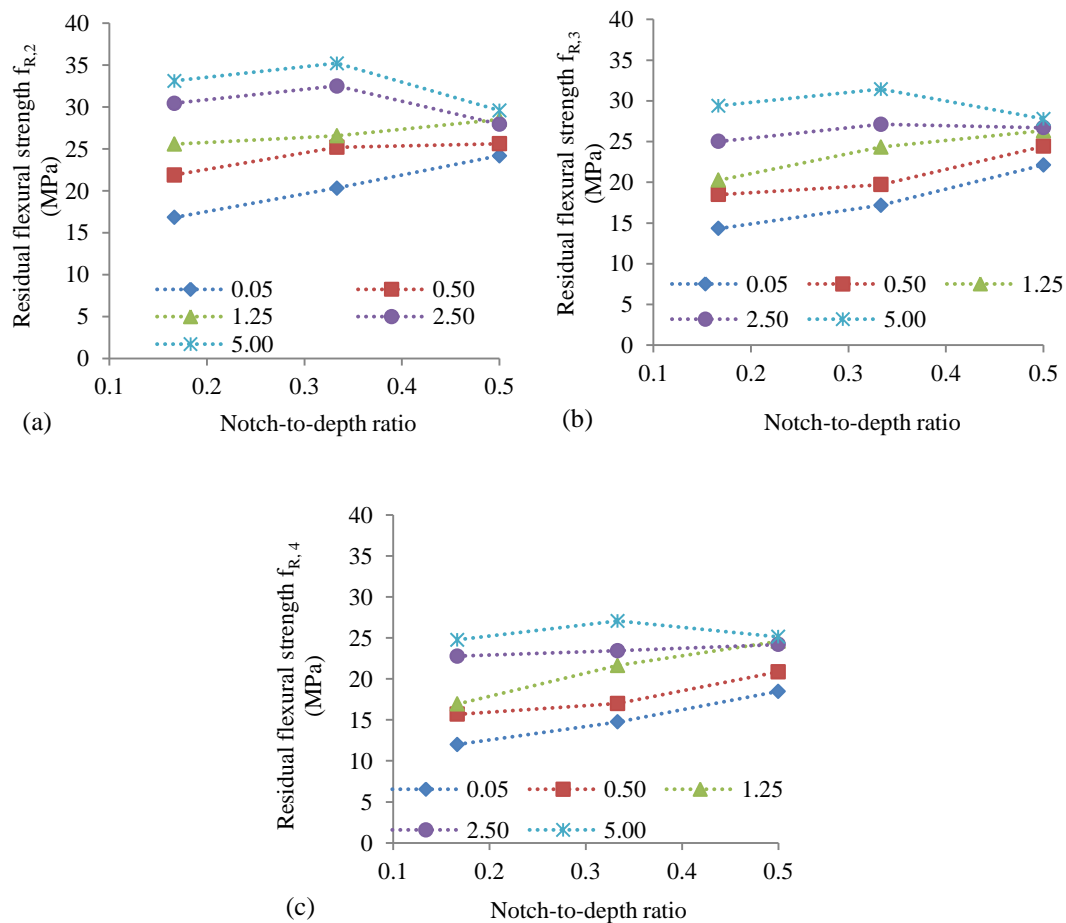 Residual flexural strength f_R,2
(MPa)
40
35
30
25
20
15
10
5
0
0.05 0.50
1.25 2.50
5.00
0.1 0.2 0.3 0.4 0.5
(a) Notch-to-depth ratio
Residual flexural strength f_R,3
(MPa)
40
35
30
25
20
15
10
5
0
0.05 0.50 1.25
2.50 5.00
0.1 0.2 0.3 0.4 0.5
(b) Notch-to-depth ratio
Residual flexural strength f_R, 4
(MPa)
40
35
30
25
20
15
10
5
0
0.05 0.50 1.25
2.50 5.00
0.1 0.2 0.3 0.4 0.5
(c) Notch-to-depth ratio